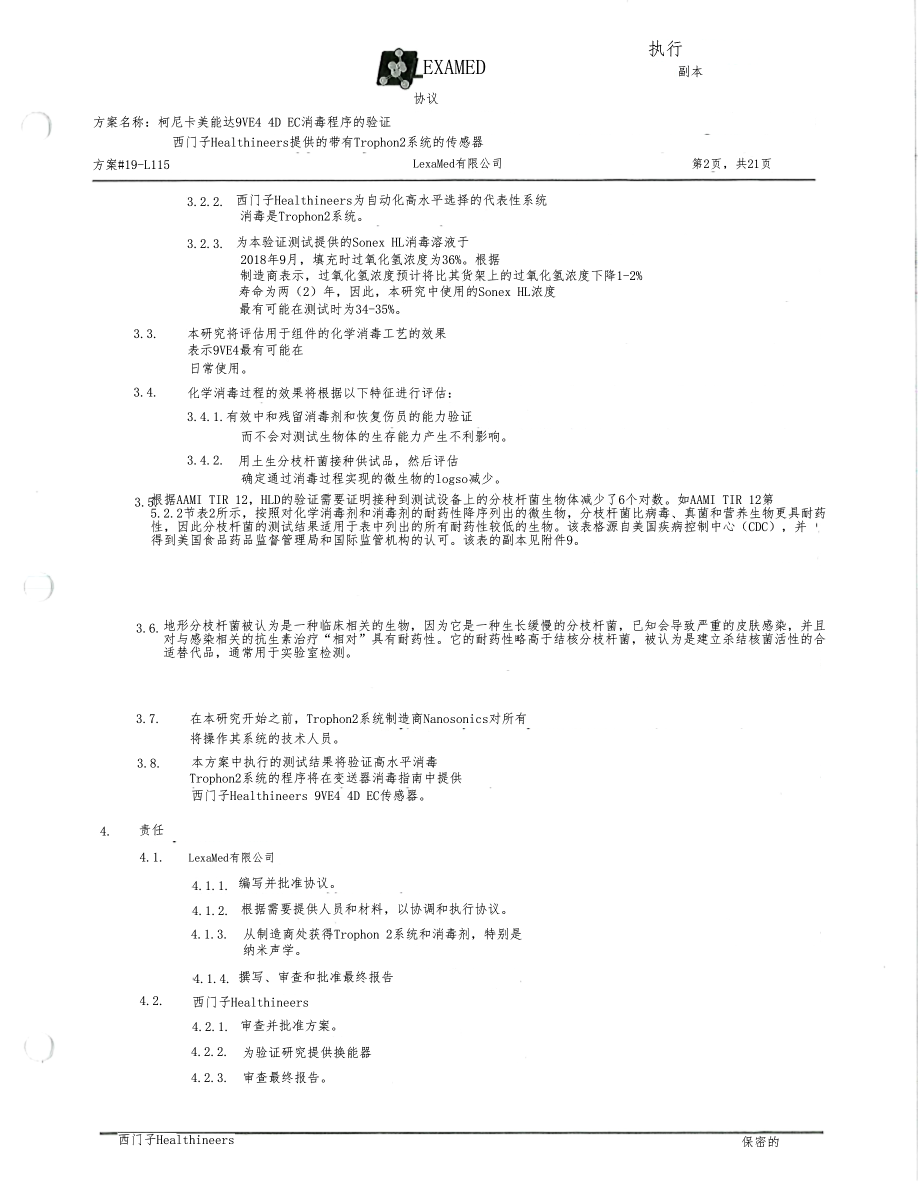 执行
副本
LEXAMED
协议
方案名称：柯尼卡美能达9VE4 4D EC消毒程序的验证
西门子Healthineers提供的带有Trophon2系统的传感器
方案#19-L115 LexaMed有限公司 第2页，共21页
3.2.2. 西门子Healthineers为自动化高水平选择的代表性系统
消毒是Trophon2系统。
3.2.3. 为本验证测试提供的Sonex HL消毒溶液于
2018年9月，填充时过氧化氢浓度为36%。根据
制造商表示，过氧化氢浓度预计将比其货架上的过氧化氢浓度下降1-2%
寿命为两（2）年，因此，本研究中使用的Sonex HL浓度
最有可能在测试时为34-35%。
3.3. 本研究将评估用于组件的化学消毒工艺的效果
表示9VE4最有可能在
日常使用。
3.4. 化学消毒过程的效果将根据以下特征进行评估：
3.4.1.有效中和残留消毒剂和恢复伤员的能力验证
而不会对测试生物体的生存能力产生不利影响。
3.4.2. 用土生分枝杆菌接种供试品，然后评估
确定通过消毒过程实现的微生物的logso减少。
3.5.根据AAMI TIR 12，HLD的验证需要证明接种到测试设备上的分枝杆菌生物体减少了6个对数。如AAMI TIR 12第
5.2.2节表2所示，按照对化学消毒剂和消毒剂的耐药性降序列出的微生物，分枝杆菌比病毒、真菌和营养生物更具耐药
性，因此分枝杆菌的测试结果适用于表中列出的所有耐药性较低的生物。该表格源自美国疾病控制中心（CDC），并
得到美国食品药品监督管理局和国际监管机构的认可。该表的副本见附件9。
3.6. 地形分枝杆菌被认为是一种临床相关的生物，因为它是一种生长缓慢的分枝杆菌，已知会导致严重的皮肤感染，并且
对与感染相关的抗生素治疗“相对”具有耐药性。它的耐药性略高于结核分枝杆菌，被认为是建立杀结核菌活性的合
适替代品，通常用于实验室检测。
3.7. 在本研究开始之前，Trophon2系统制造商Nanosonics对所有
将操作其系统的技术人员。
3.8. 本方案中执行的测试结果将验证高水平消毒
Trophon2系统的程序将在变送器消毒指南中提供
西门子Healthineers 9VE4 4D EC传感器。
4. 责任
4.1. LexaMed有限公司
4.1.1. 编写并批准协议。
4.1.2. 根据需要提供人员和材料，以协调和执行协议。
4.1.3. 从制造商处获得Trophon 2系统和消毒剂，特别是
纳米声学。
4.1.4. 撰写、审查和批准最终报告
4.2. 西门子Healthineers
4.2.1. 审查并批准方案。
4.2.2. 为验证研究提供换能器
4.2.3. 审查最终报告。
西门子Healthineers 保密的